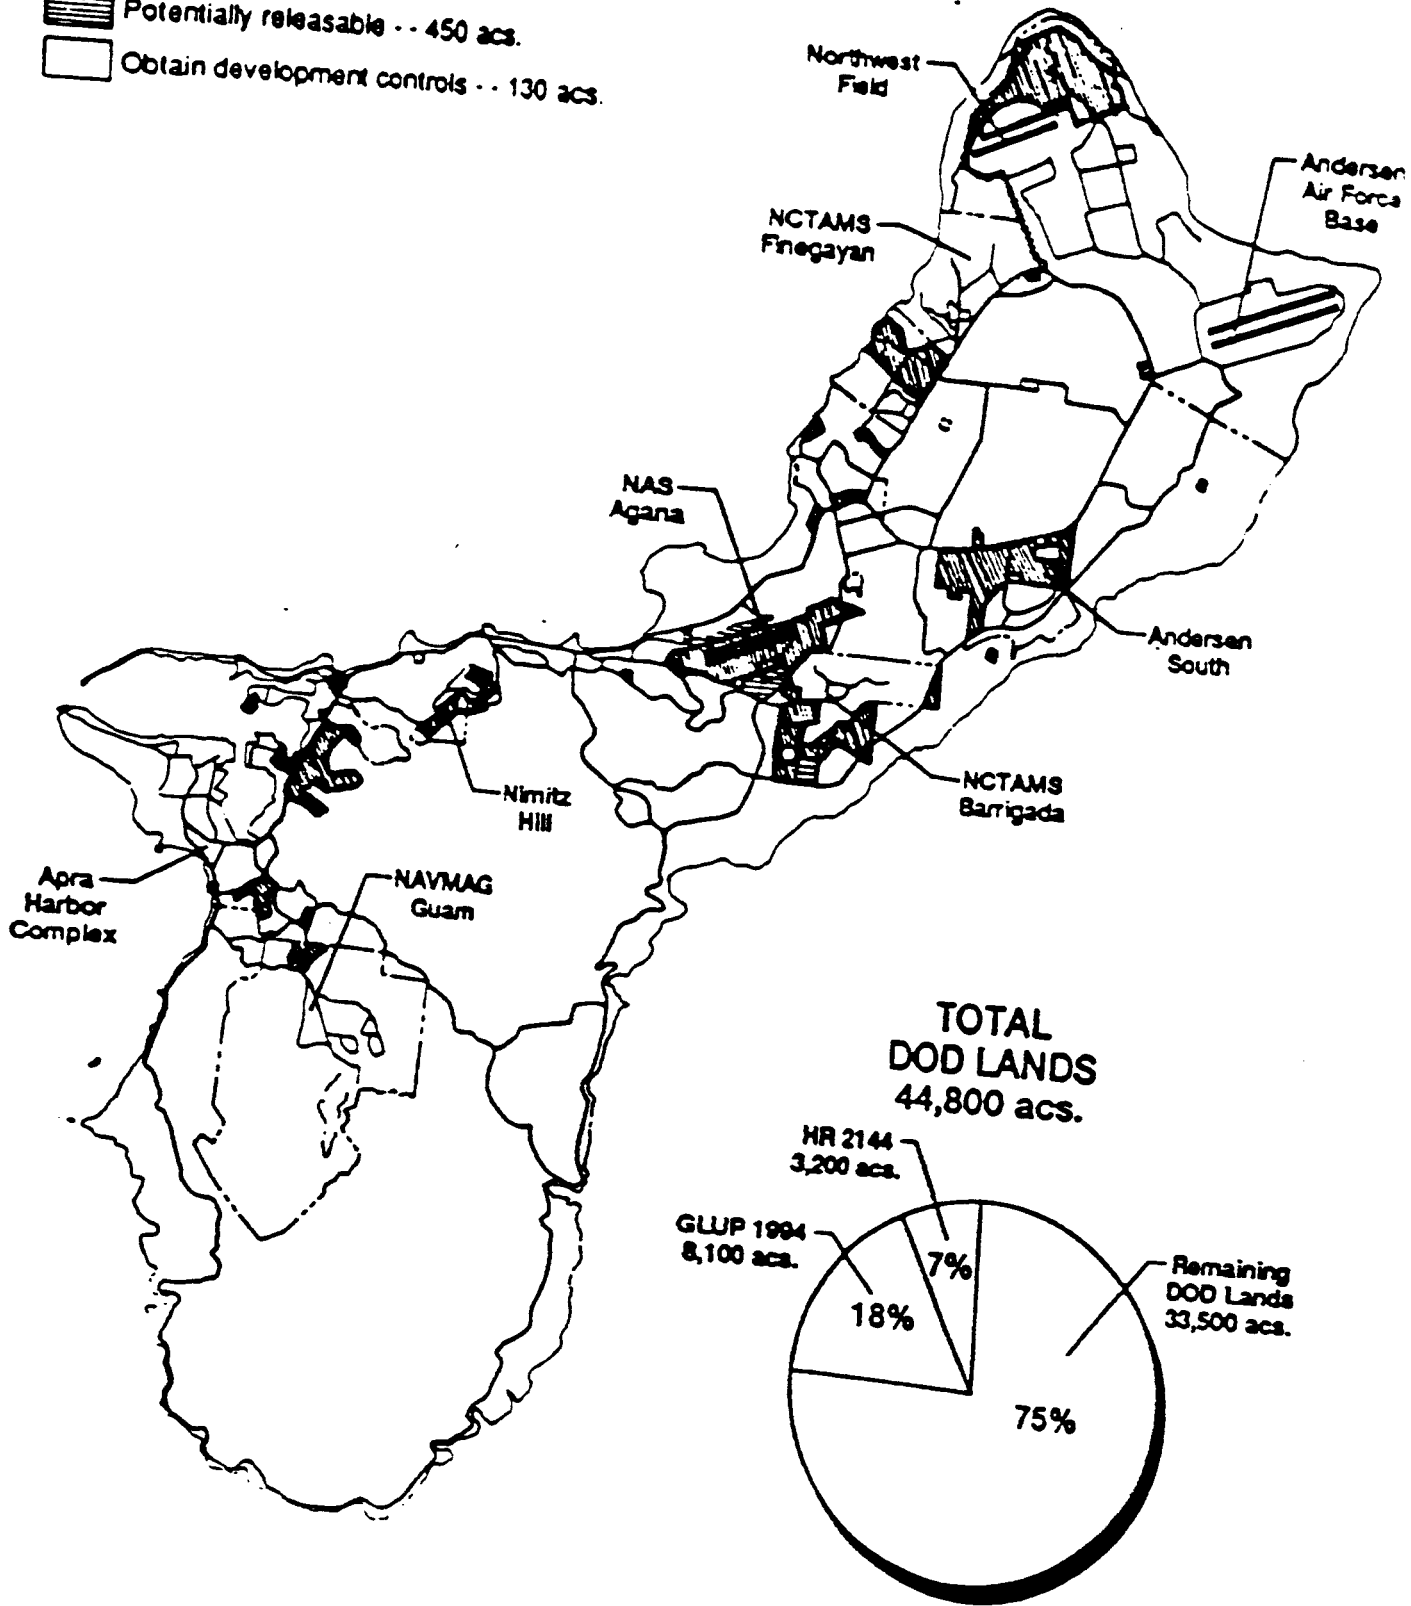 Potentially releasable - - 450 acs.
Obtain development controls - - 130 acs.
Northwest
Field
Andersen
Air Force
Base
NCTAMS
Finegayan
NAS
Agana
Andersen
South
NCTAMS
Barrigada
Nimitz
Hill
Apra
Harbor
Complex
NAVMAG
Guam
TOTAL
DOD LANDS
44,800 acs.
HR 2144
3,200 acs.
GLUP 1994
8,100 acs.
7%
18%
Remaining
DOD Lands
33,500 acs.
75%